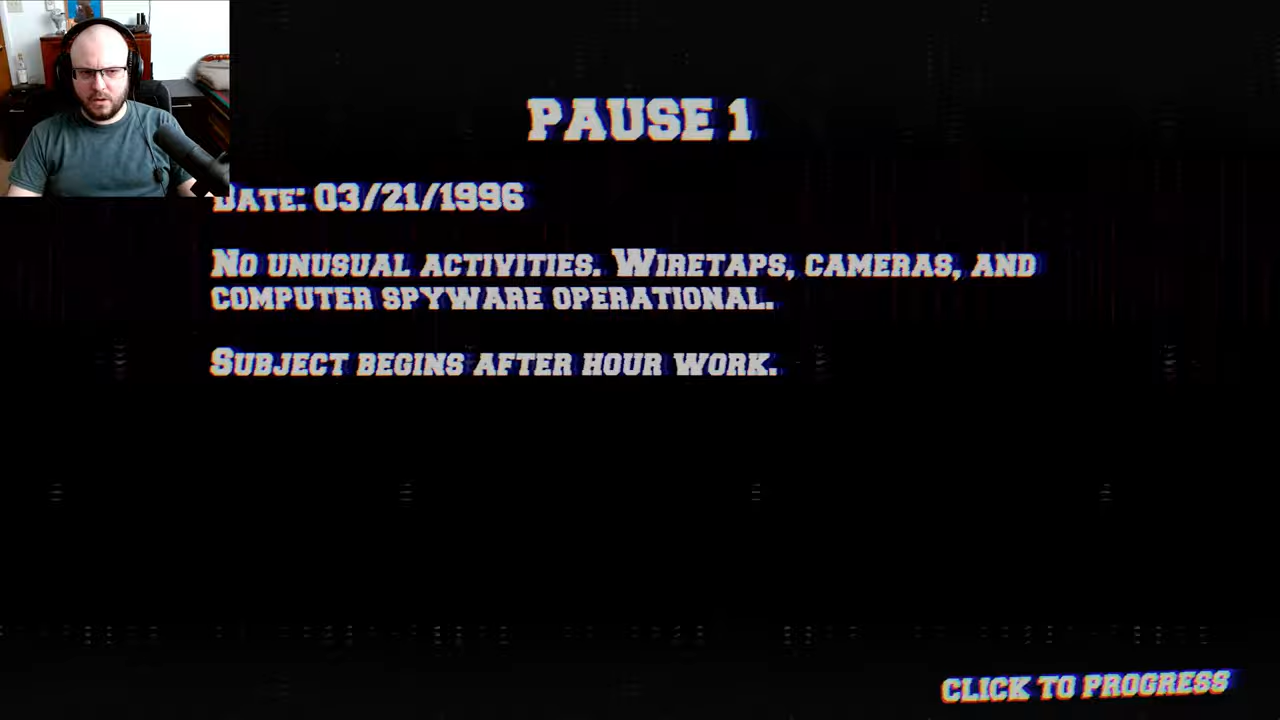 PAUSE 1
DATE: 03/21/1996
NO UNUSUAL ACTIVITIES. WIRETAPS, CAMERAS, AND
COMPUTER SPYWARE OPERATIONAL.
SUBJECT BEGINS AFTER HOUR WORK.
CLICK TO PROGRESS